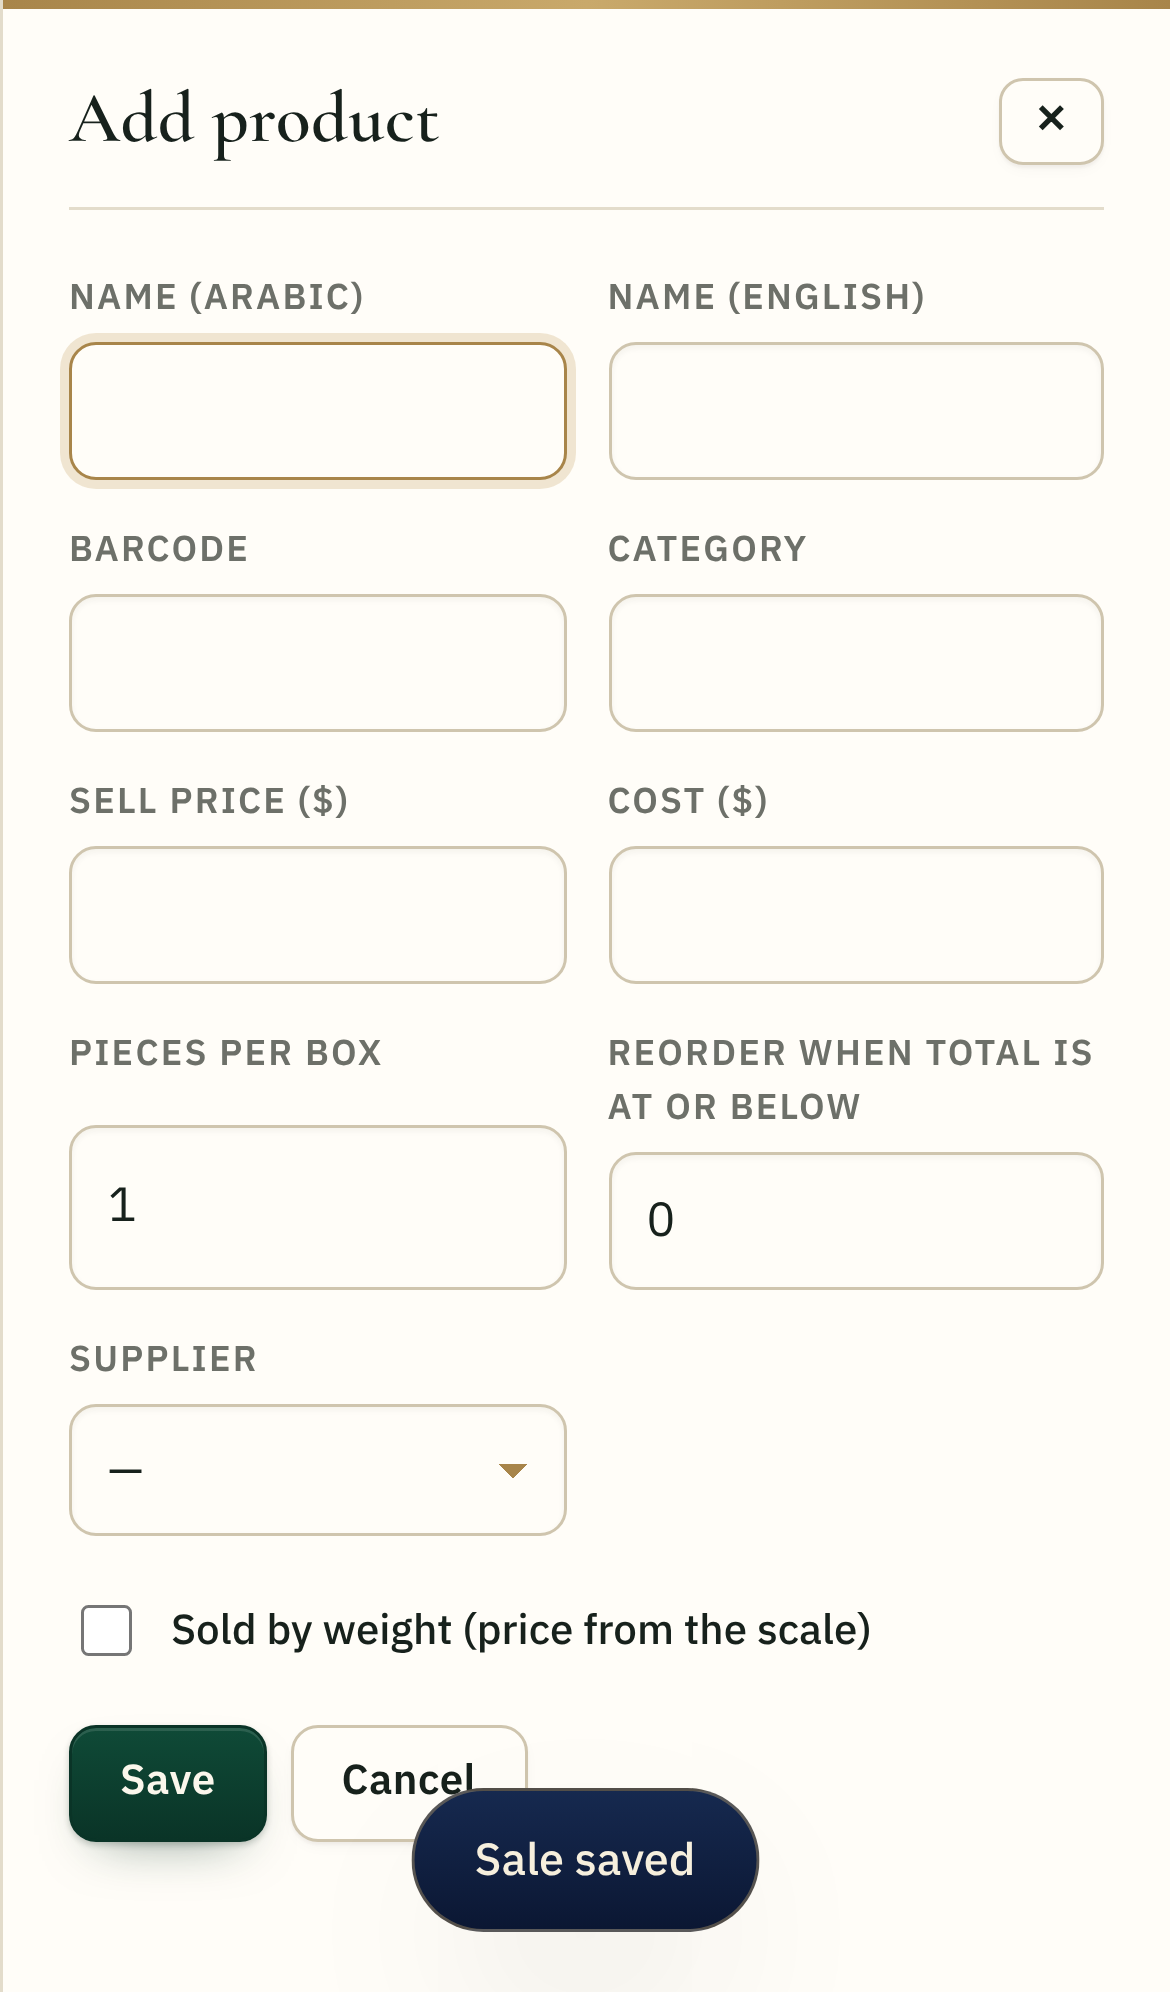 Add product
×
NAME (ARABIC)
NAME (ENGLISH)
BARCODE
CATEGORY
SELL PRICE ($)
COST ($)
PIECES PER BOX
REORDER WHEN TOTAL IS
AT OR BELOW
1
0
SUPPLIER
—
Sold by weight (price from the scale)
Save
Cancel
Sale saved